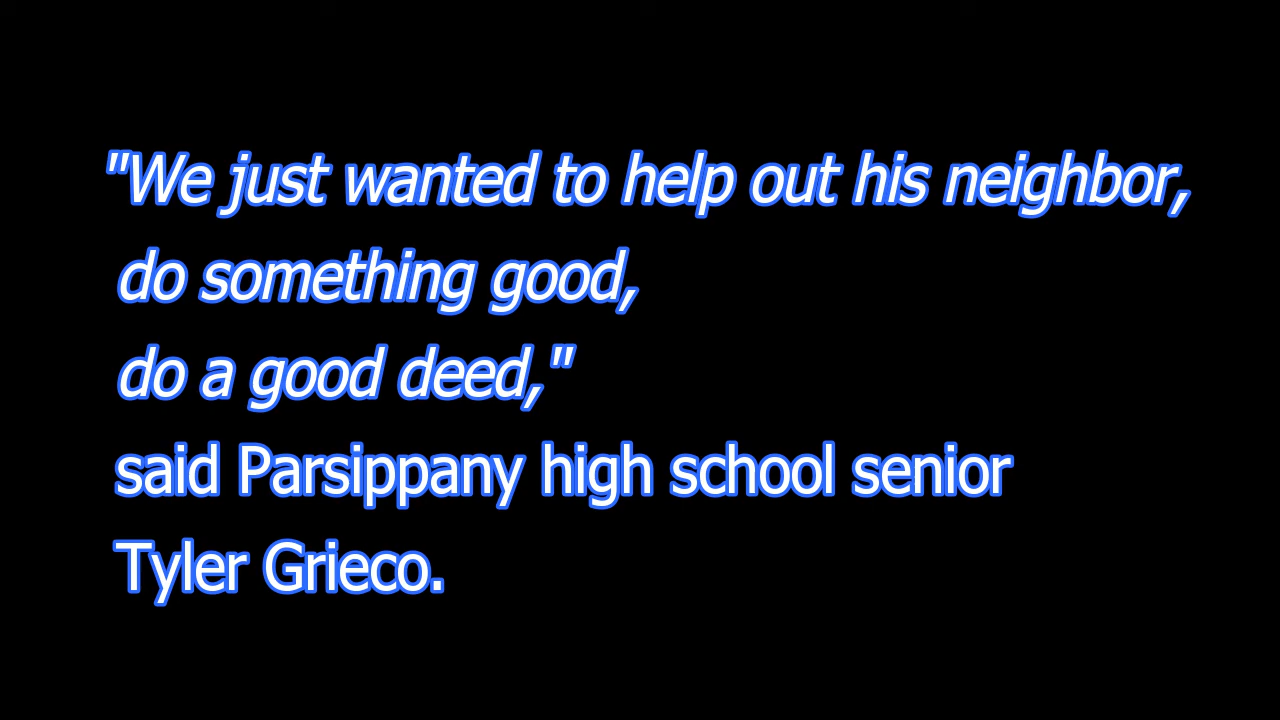 "We just wanted to help out his neighbor,
do something good,
do a good deed,"
said Parsippany high school senior
Tyler Grieco.